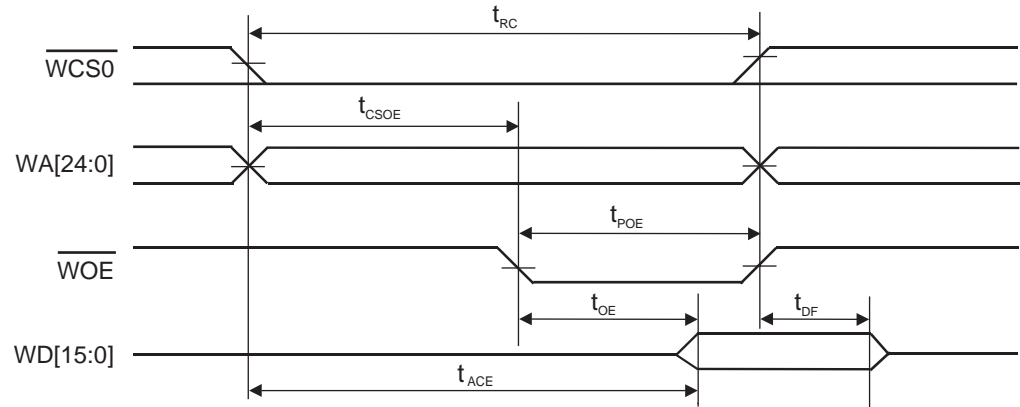 tRC
WCS0
tCSOE
WA[24:0]
tPOE
WOE
tOE
tDF
WD[15:0]
tACE